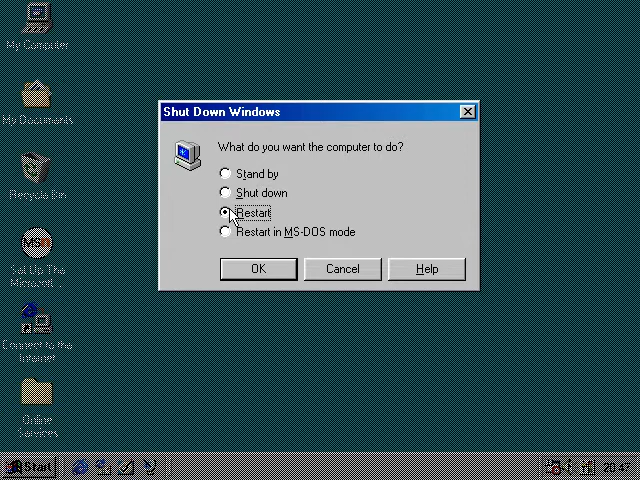 My Computer
My Documents
Recycle Bin
MS
Set Up The
Microsoft ...
Connect to the
Internet
Online
Services
Shut Down Windows
What do you want the computer to do?
Stand by
Shut down
Restart
Restart in MS-DOS mode
OK
Cancel
Help
Start
20:47